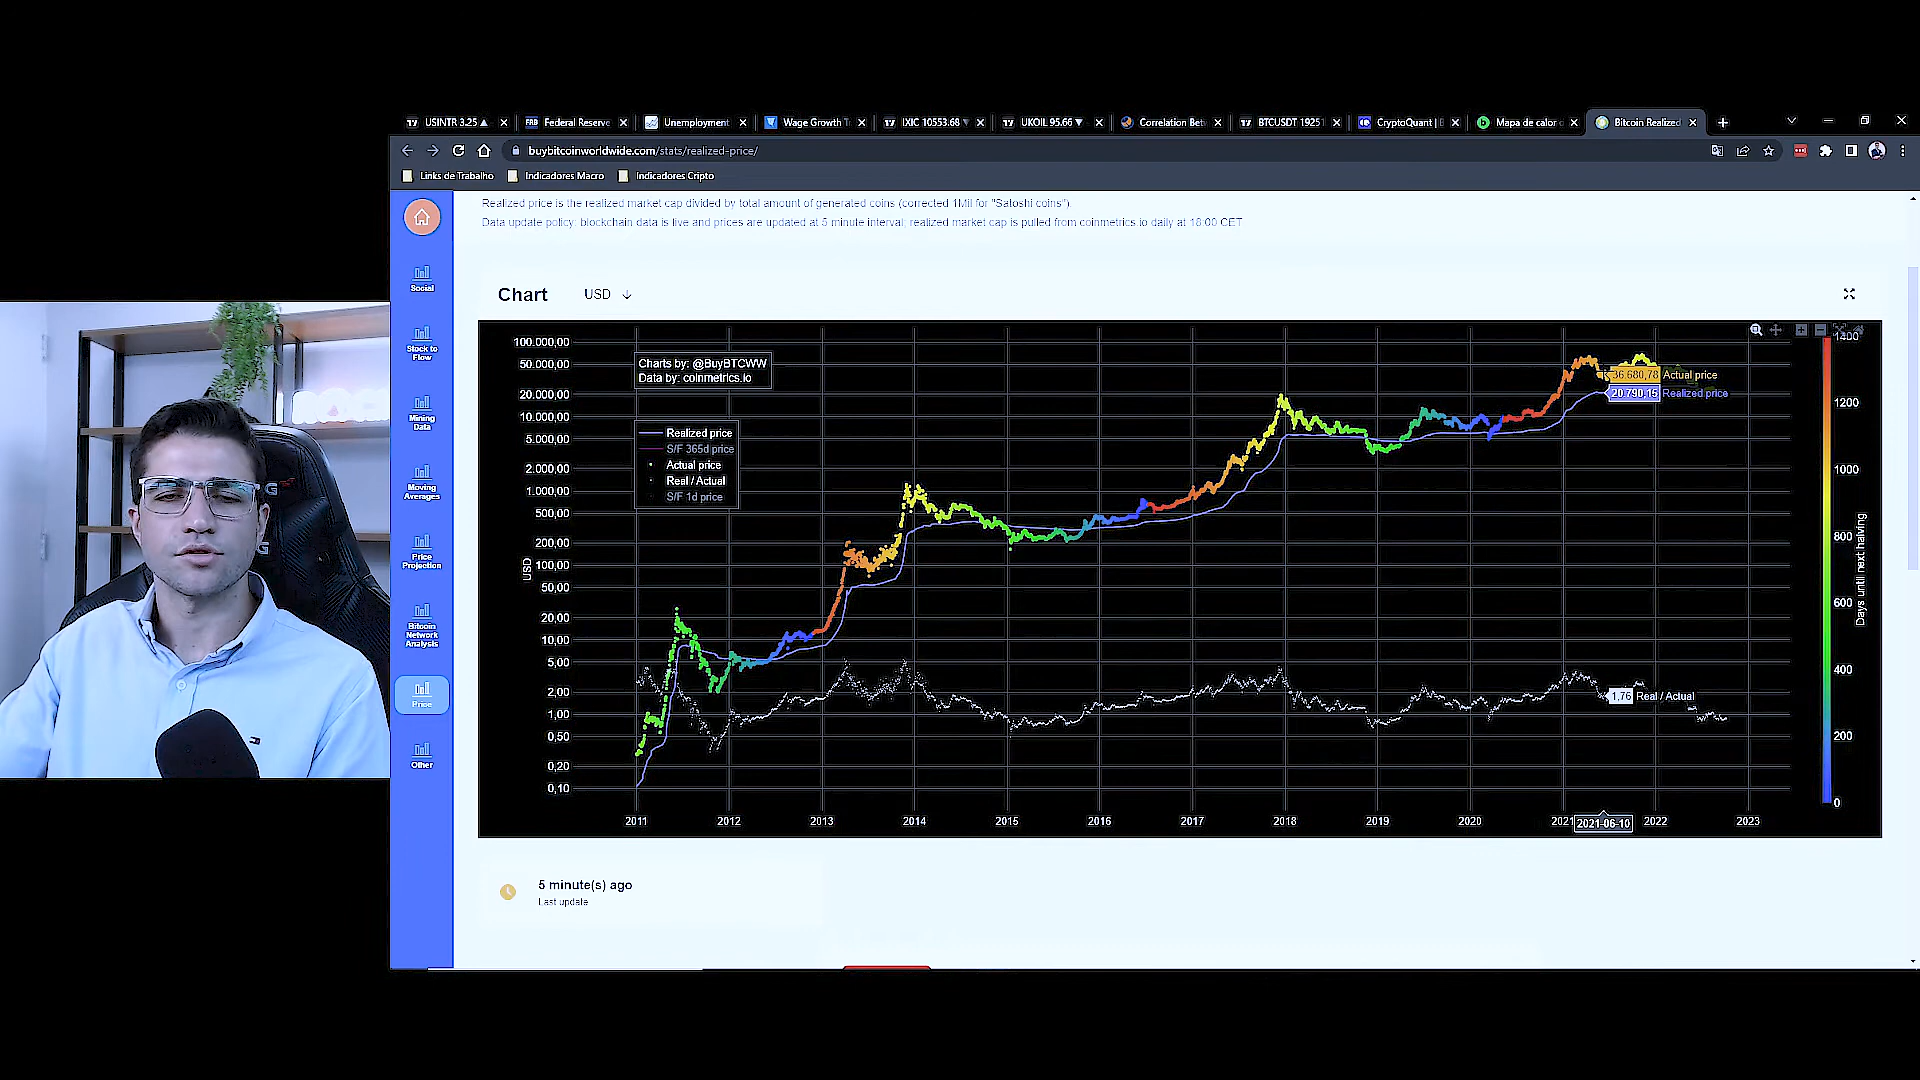 USINTR 3.25
Federal Reserve
Unemployment
Wage Growth T
IXIC 10553.68
UKOIL 95.66
Correlation Betw
BTCUSDT 1925
CryptoQuant |
Mapa de calor d
Bitcoin Realized
buybitcoinworldwide.com/stats/realized-price/
Links de Trabalho
Indicadores Macro
Indicadores Cripto
Realized price is the realized market cap divided by total amount of generated coins (corrected 1Mil for "Satoshi coins").
Data update policy: blockchain data is live and prices are updated at 5 minute interval; realized market cap is pulled from coinmetrics.io daily at 18:00 CET
Social
Stock to
Flow
Mining
Data
Moving
Averages
Price
Projection
Bitcoin
Network
Analysis
Price
Other
Chart
USD
100.000,00
50.000,00
20.000,00
10.000,00
5.000,00
2.000,00
1.000,00
500,00
200,00
100,00
50,00
20,00
10,00
5,00
2,00
1,00
0,50
0,20
0,10
USD
Charts by: @BuyBTCWW
Data by: coinmetrics.io
Realized price
S/F 365d price
Actual price
Real / Actual
S/F 1d price
36.680,78 Actual price
20.790,15 Realized price
1,76 Real / Actual
2011
2012
2013
2014
2015
2016
2017
2018
2019
2020
2021
2021-06-10
2022
2023
1400
1200
1000
800
600
400
200
0
Days until next halving
5 minute(s) ago
Last update